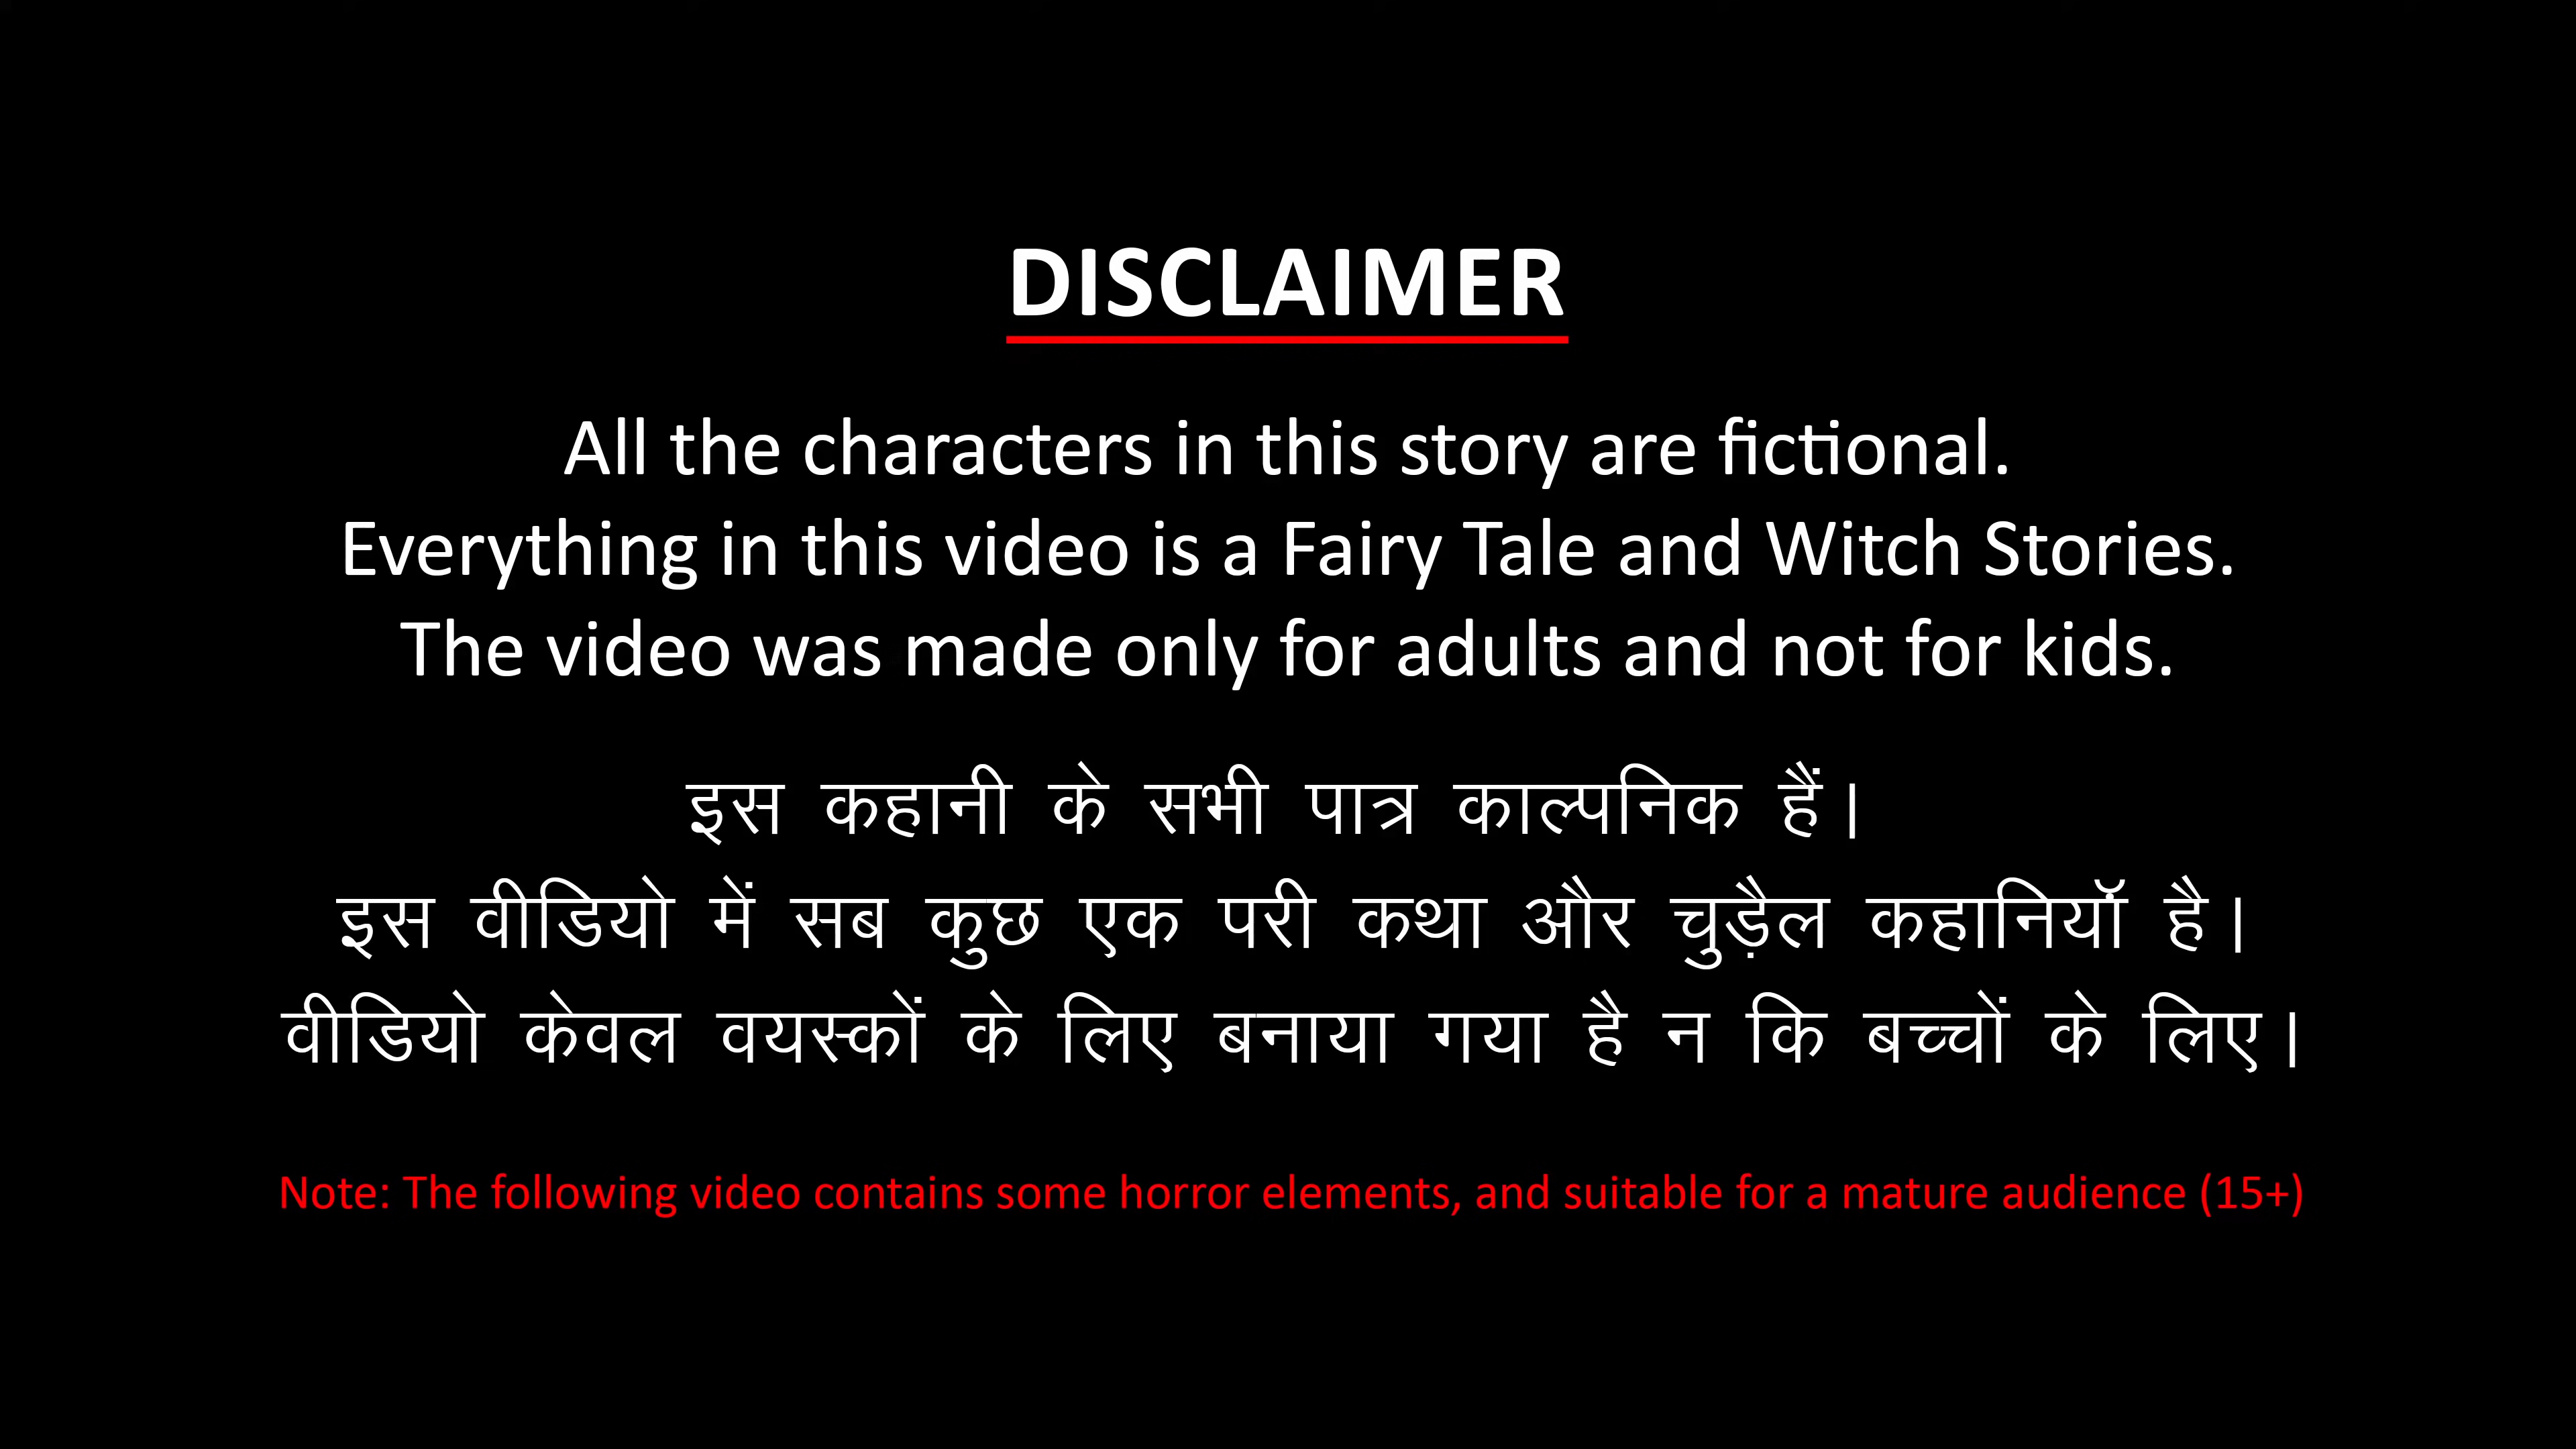 DISCLAIMER
All the characters in this story are fictional.
Everything in this video is a Fairy Tale and Witch Stories.
The video was made only for adults and not for kids.
इस कहानी के सभी पात्र काल्पनिक हैं।
इस वीडियो में सब कुछ एक परी कथा और चुड़ैल कहानियॉ है।
वीडियो केवल वयस्कों के लिए बनाया गया है न कि बच्चों के लिए।
Note: The following video contains some horror elements, and suitable for a mature audience (15+)